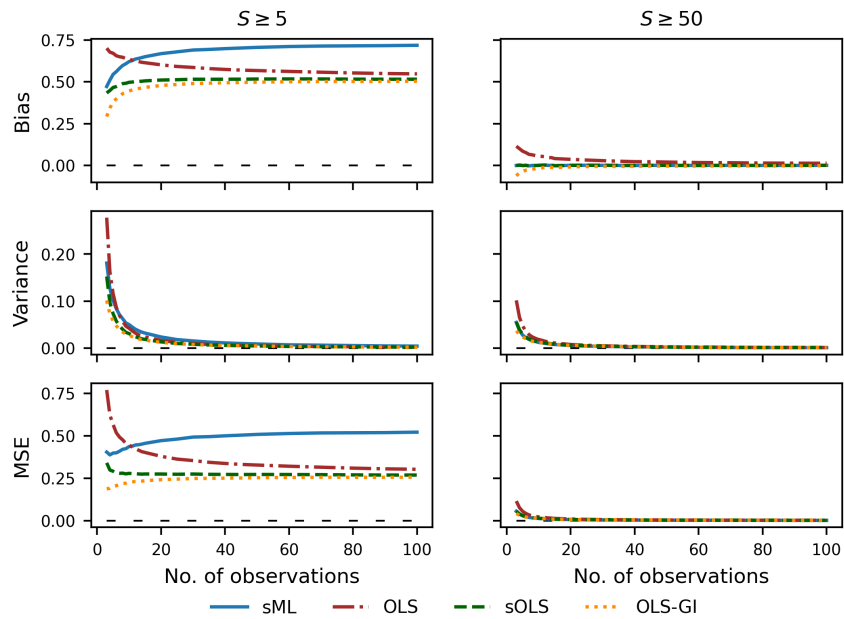 S ≥ 5
S ≥ 50
Bias
0.75
0.50
0.25
0.00
Variance
0.20
0.10
0.00
MSE
0.75
0.50
0.25
0.00
0 20 40 60 80 100
0 20 40 60 80 100
No. of observations
No. of observations
sML OLS sOLS OLS-GI